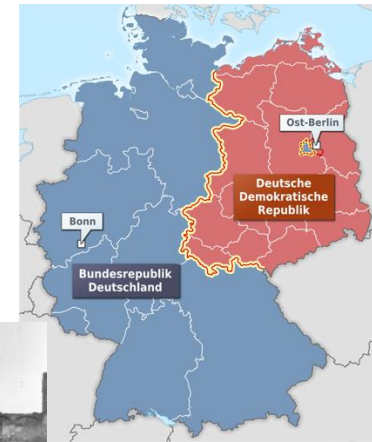 Ost-Berlin
Deutsche
Demokratische
Republik
Bonn
Bundesrepublik
Deutschland